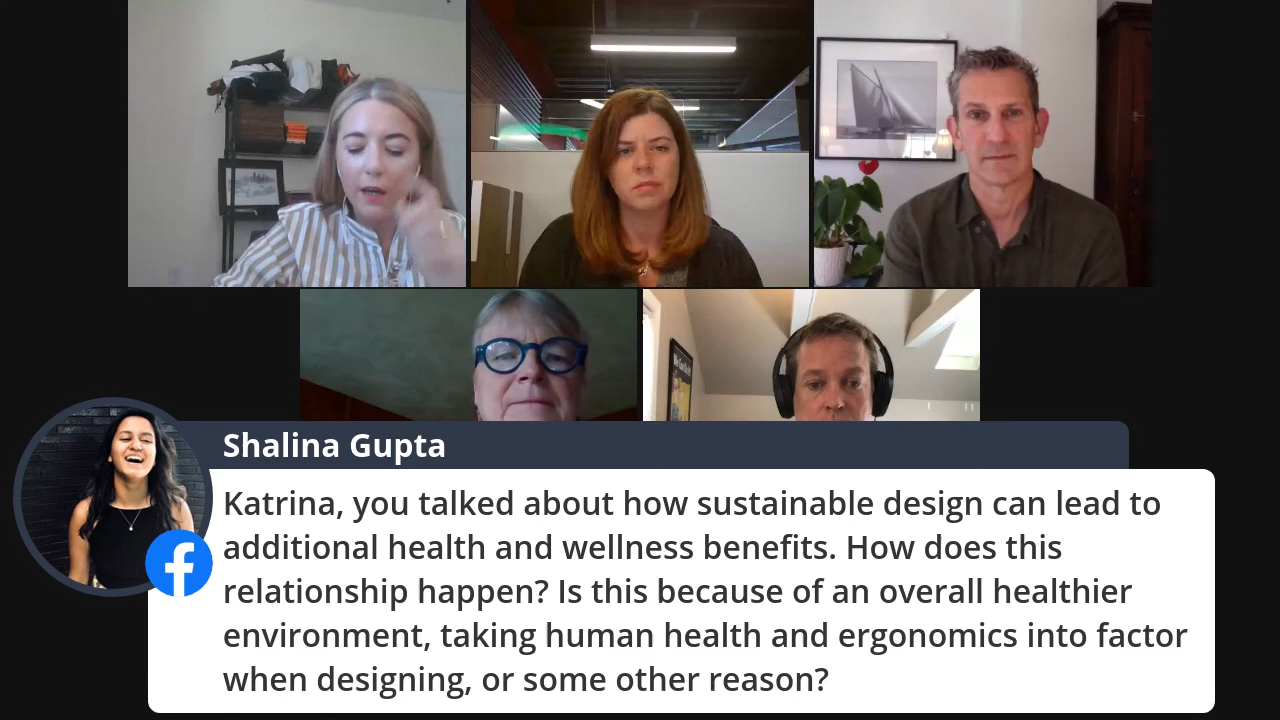 Shalina Gupta
Katrina, you talked about how sustainable design can lead to
additional health and wellness benefits. How does this
relationship happen? Is this because of an overall healthier
environment, taking human health and ergonomics into factor
when designing, or some other reason?